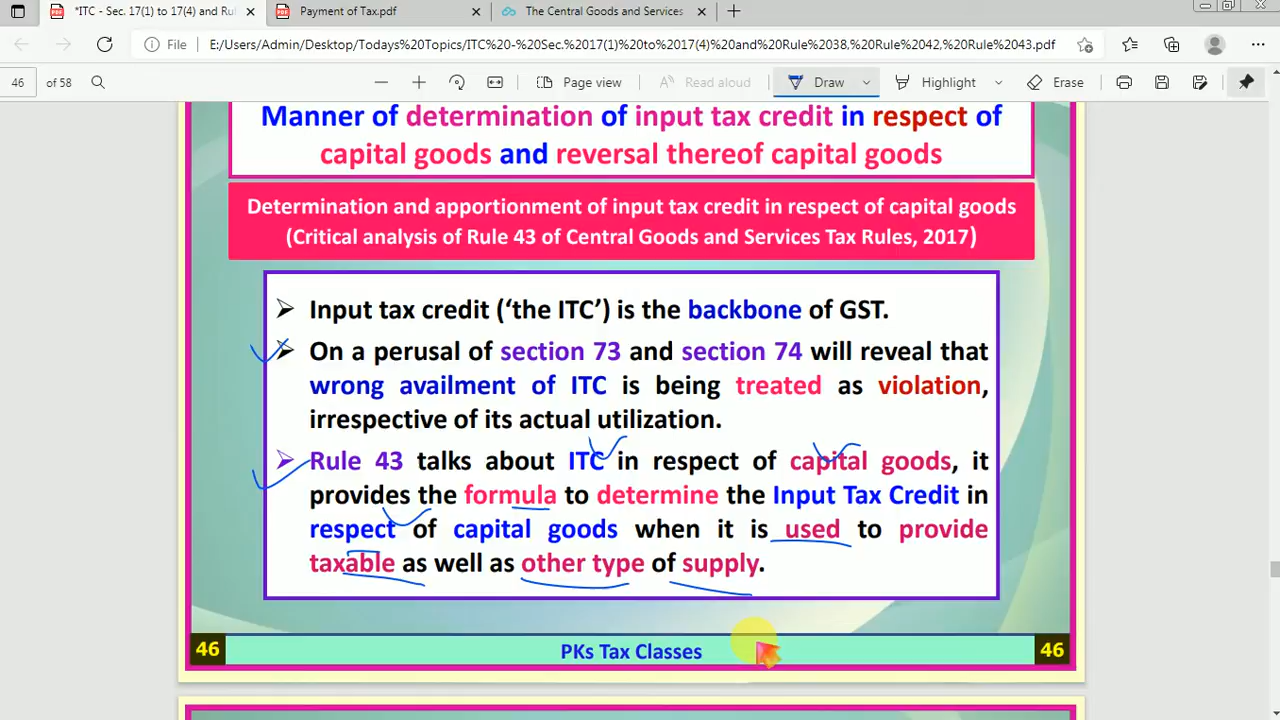 *ITC - Sec. 17(1) to 17(4) and Ru
Payment of Tax.pdf
The Central Goods and Services
File
E:/Users/Admin/Desktop/Todays%20Topics/ITC%20-%20Sec.%2017(1)%20to%2017(4)%20and%20Rule%2038,%20Rule%2042,%20Rule%2043.pdf
46 of 58
Page view
Read aloud
Draw
Highlight
Erase
Manner of determination of input tax credit in respect of
capital goods and reversal thereof capital goods
Determination and apportionment of input tax credit in respect of capital goods
(Critical analysis of Rule 43 of Central Goods and Services Tax Rules, 2017)
Input tax credit (‘the ITC’) is the backbone of GST.
On a perusal of section 73 and section 74 will reveal that
wrong availment of ITC is being treated as violation,
irrespective of its actual utilization.
Rule 43 talks about ITC in respect of capital goods, it
provides the formula to determine the Input Tax Credit in
respect of capital goods when it is used to provide
taxable as well as other type of supply.
46 PKs Tax Classes 46